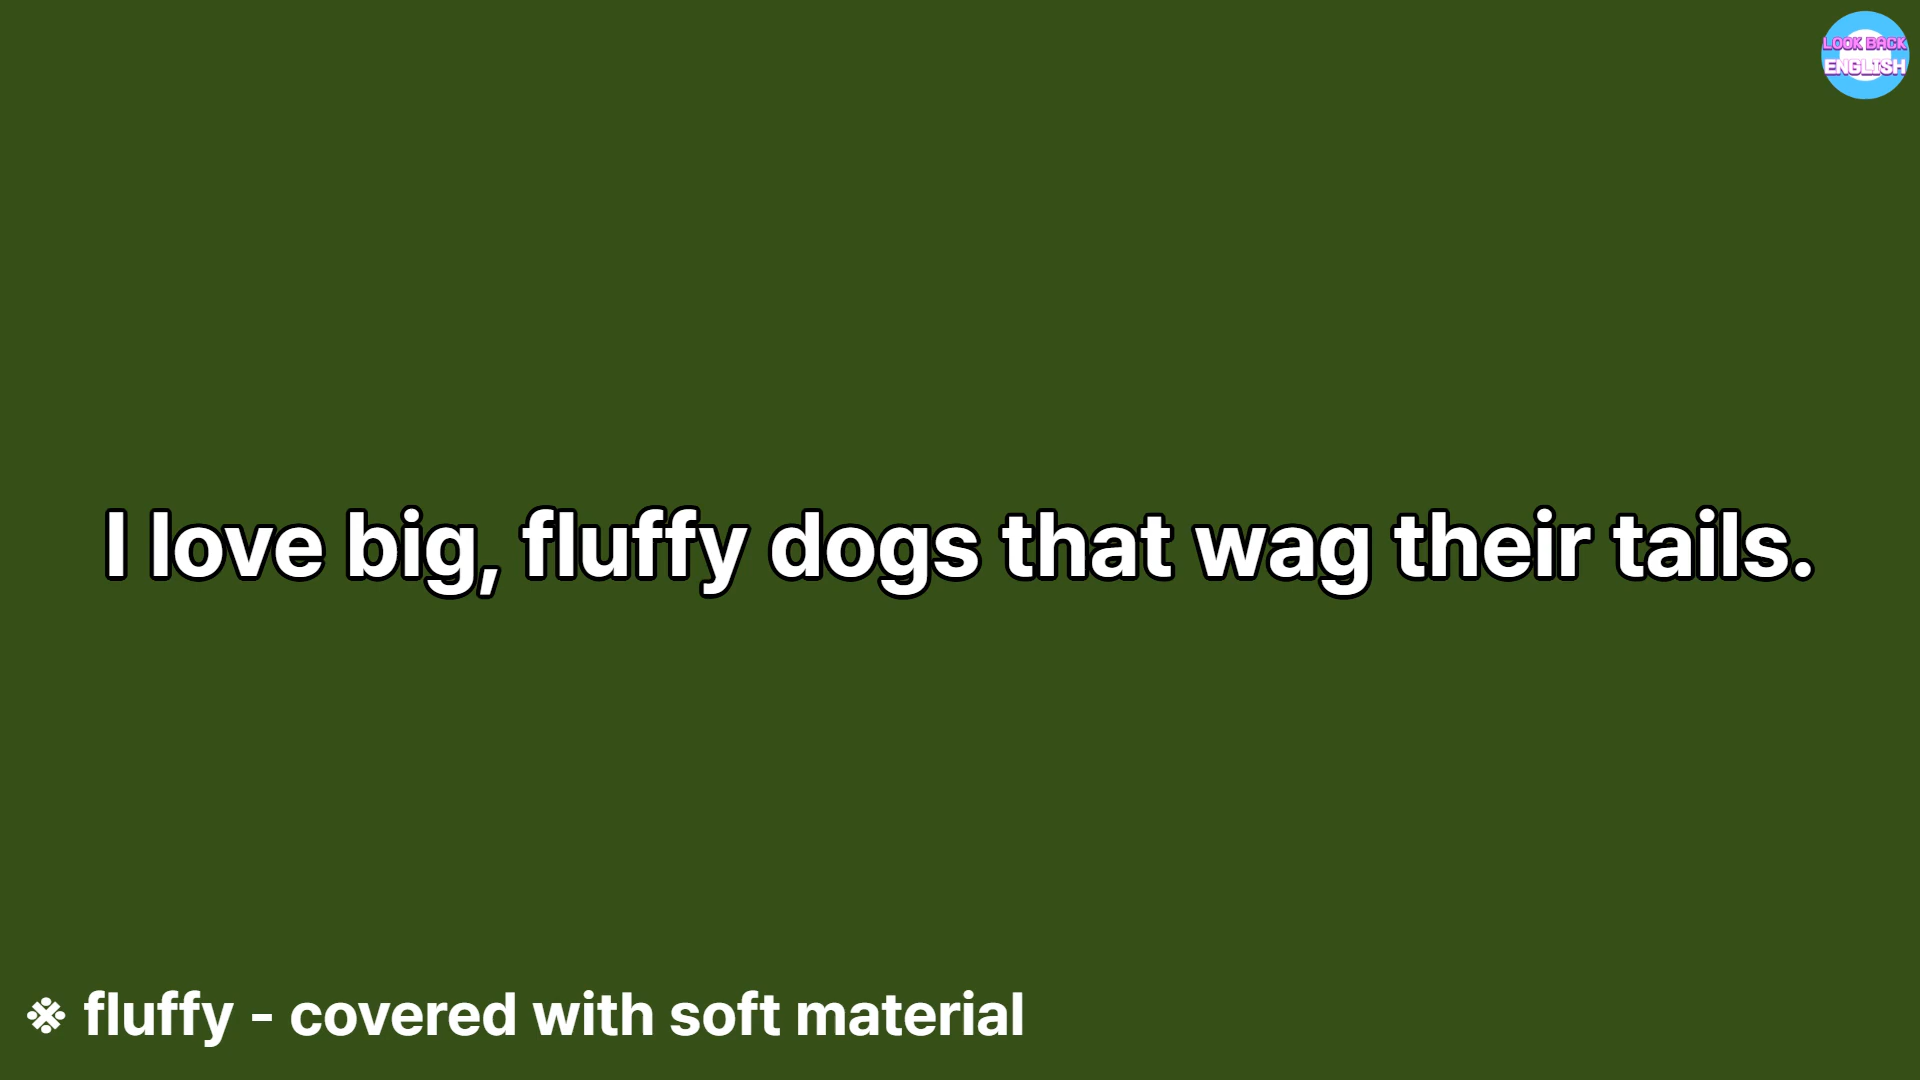 LOOK BACK
ENGLISH
I love big, fluffy dogs that wag their tails.
※ fluffy - covered with soft material